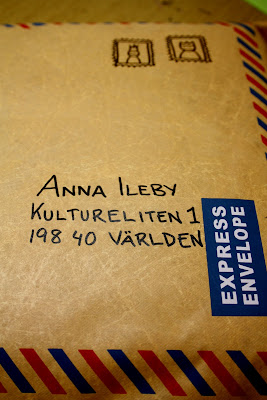 ANNA ILEBY
KULTURELITEN 1
198 40 VÄRLDEN
EXPRESS
ENVELOPE